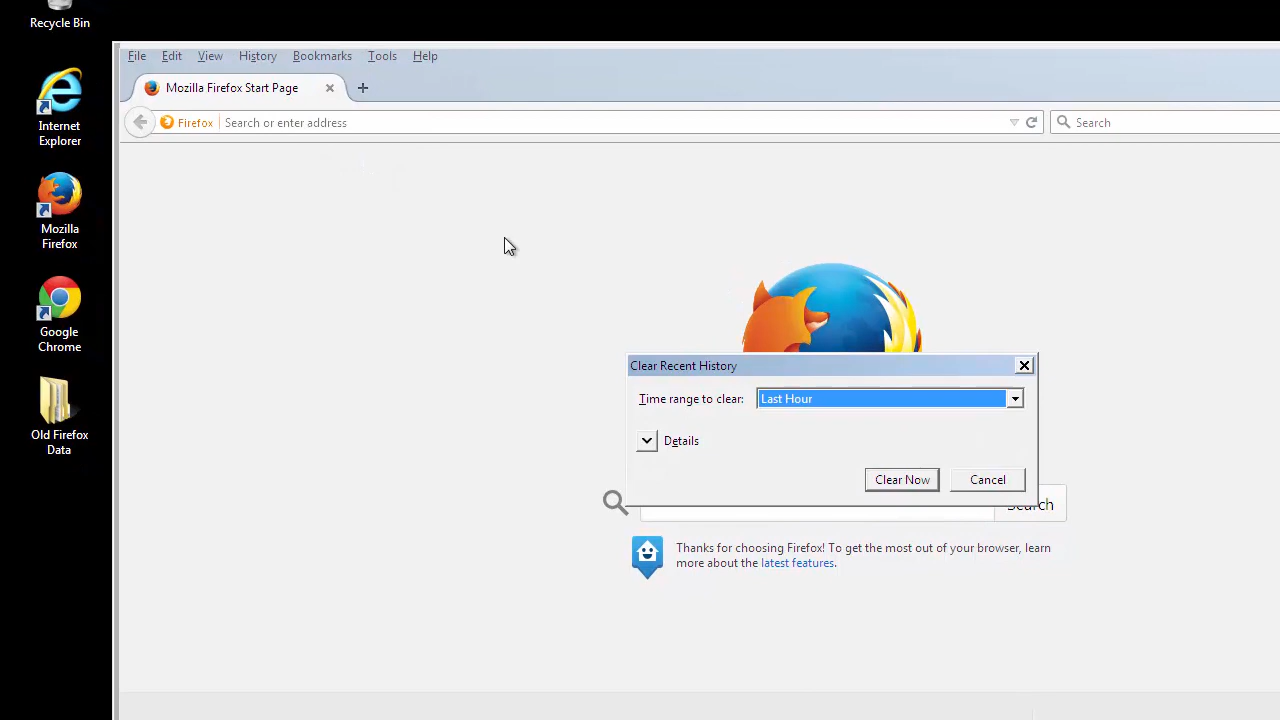 Recycle Bin
Internet
Explorer
Mozilla
Firefox
Google
Chrome
Old Firefox
Data
File Edit View History Bookmarks Tools Help
Mozilla Firefox Start Page
Firefox Search or enter address Search
Clear Recent History
Time range to clear: Last Hour
Details
Clear Now Cancel
Search
Thanks for choosing Firefox! To get the most out of your browser, learn
more about the latest features.